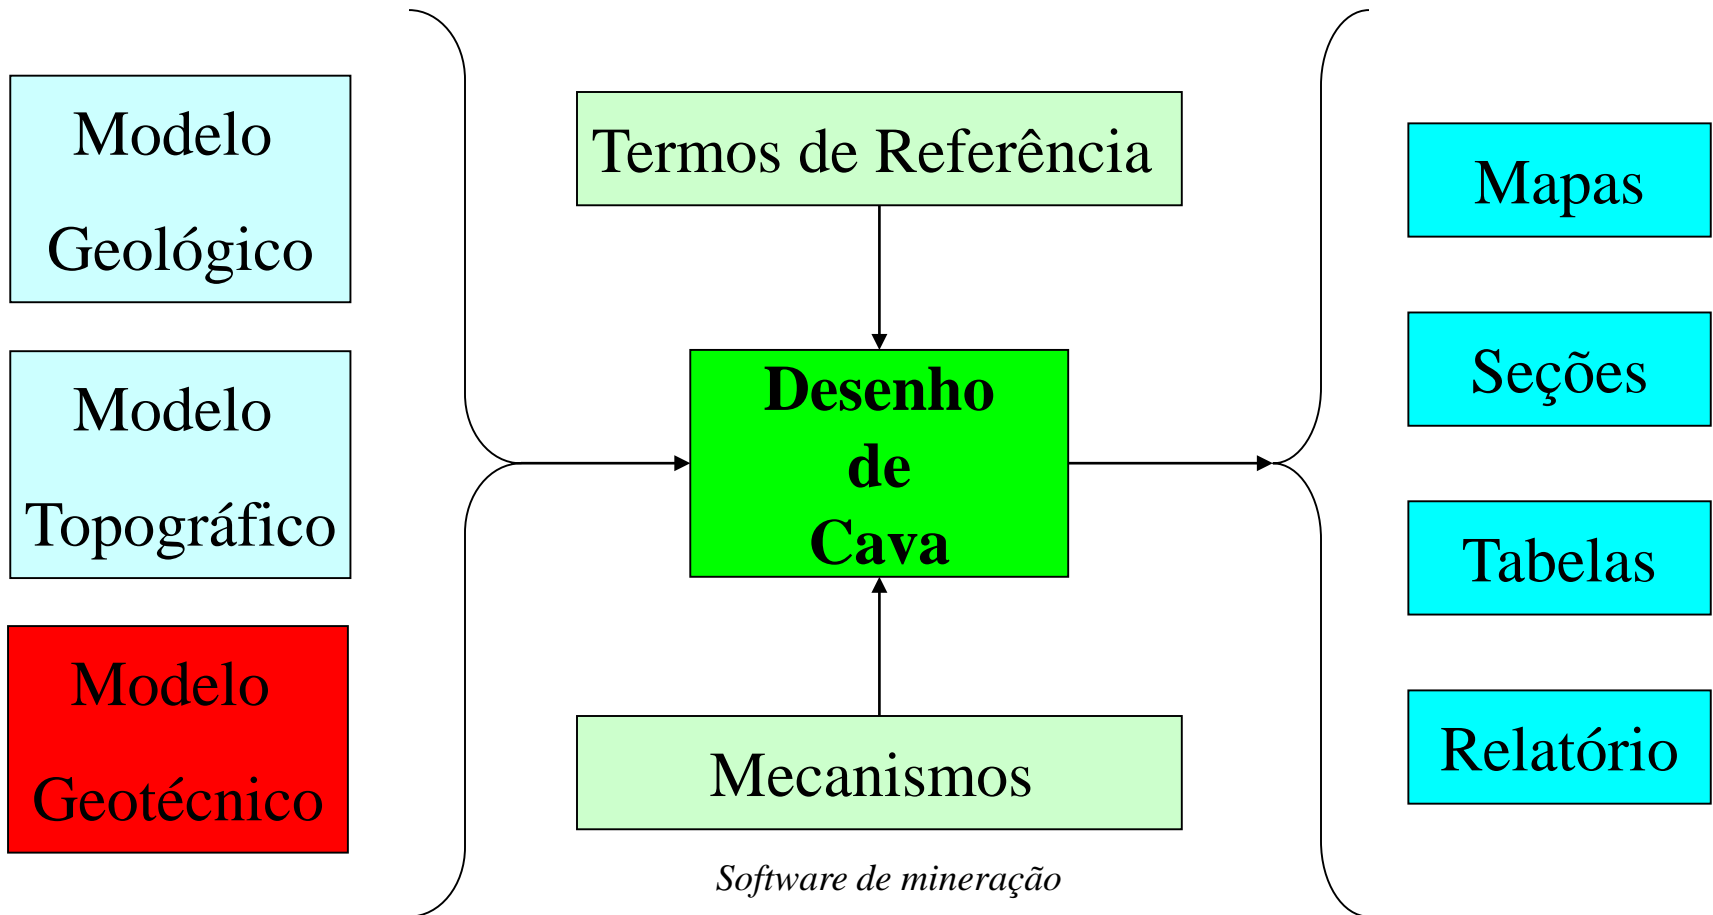 Modelo
Geológico
Modelo
Topográfico
Modelo
Geotécnico
Termos de Referência
Desenho
de
Cava
Mecanismos
Software de mineração
Mapas
Seções
Tabelas
Relatório